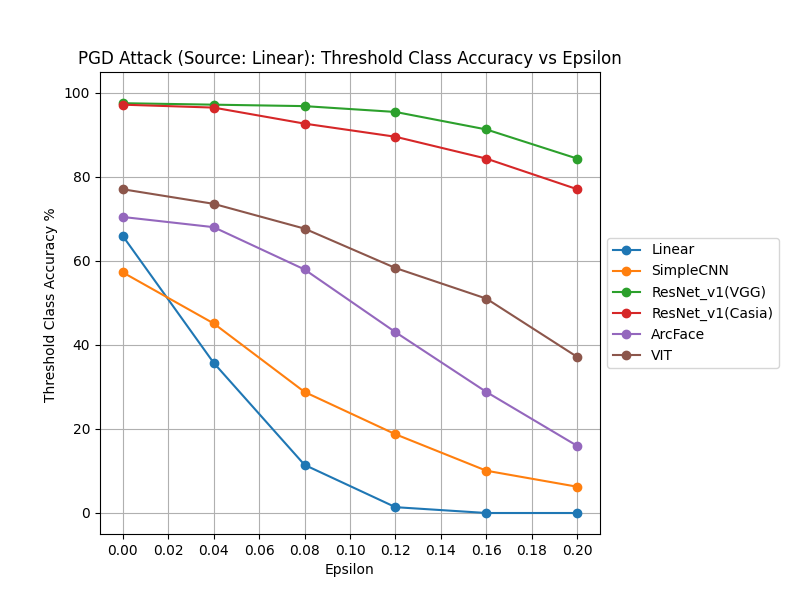 PGD Attack (Source: Linear): Threshold Class Accuracy vs Epsilon
Threshold Class Accuracy %
100
80
60
40
20
0
0.00 0.02 0.04 0.06 0.08 0.10 0.12 0.14 0.16 0.18 0.20
Epsilon
Linear
SimpleCNN
ResNet_v1(VGG)
ResNet_v1(Casia)
ArcFace
VIT